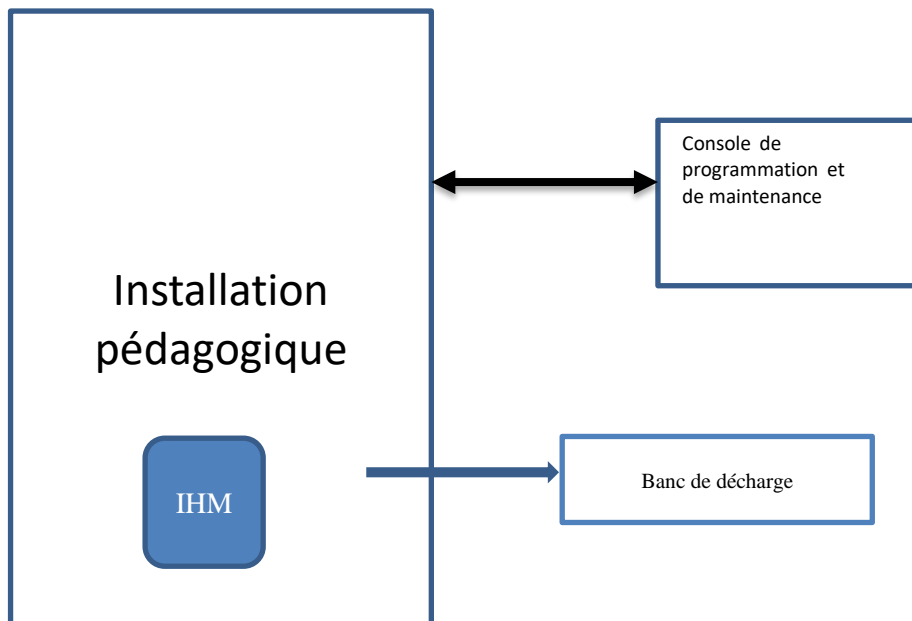 Console de
programmation et
de maintenance
Installation
pédagogique
IHM
Banc de décharge